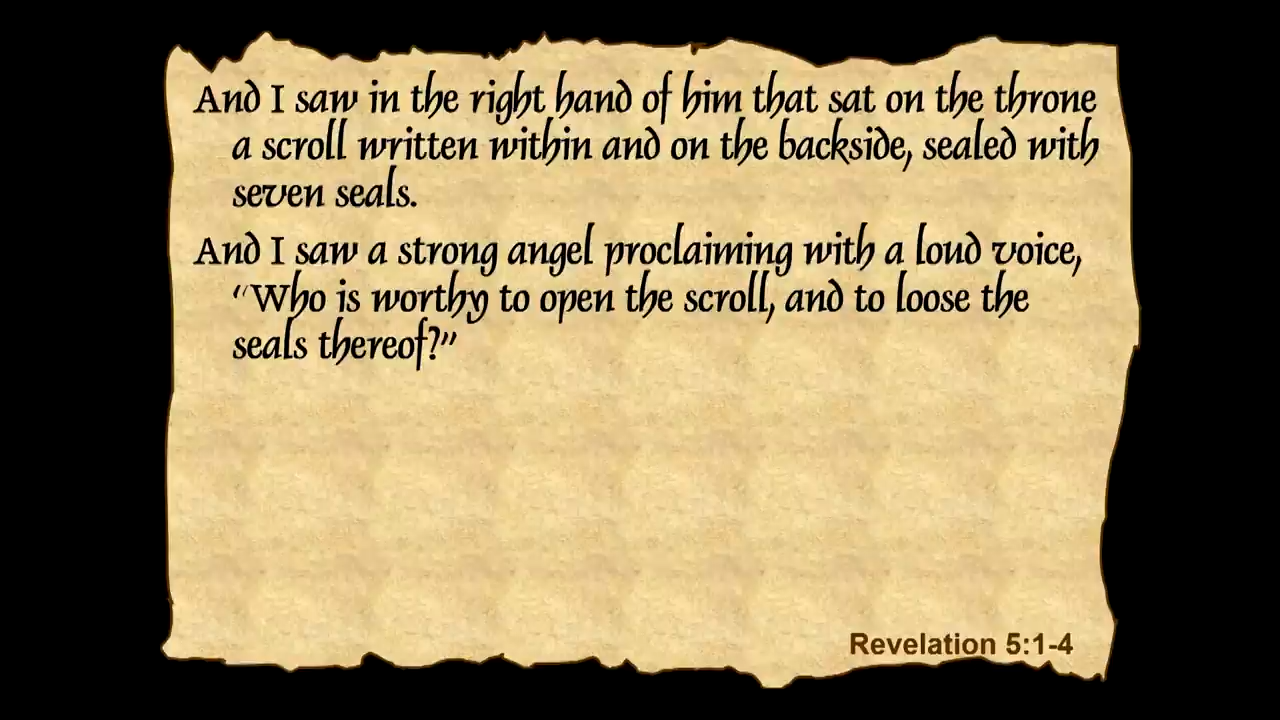 And I saw in the right hand of him that sat on the throne
a scroll written within and on the backside, sealed with
seven seals.
And I saw a strong angel proclaiming with a loud voice,
“Who is worthy to open the scroll, and to loose the
seals thereof?”
Revelation 5:1-4